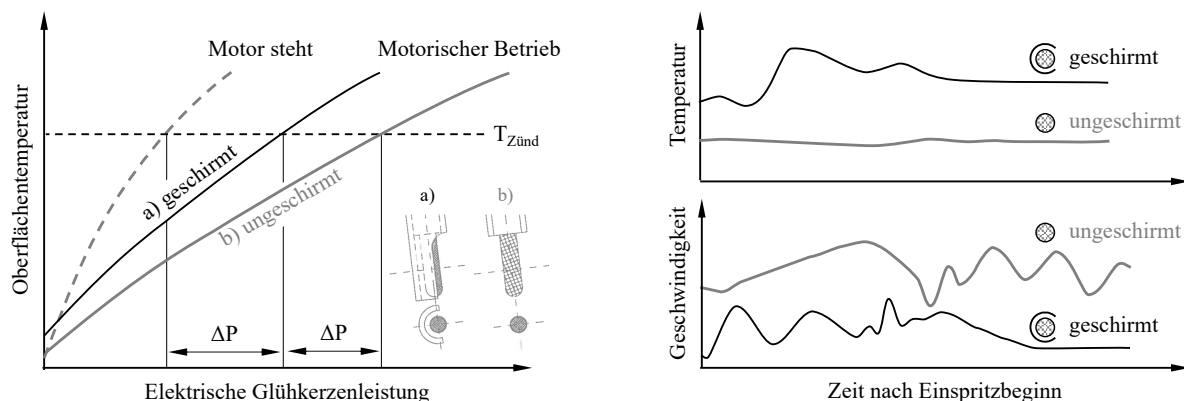 Motor steht
Motorischer Betrieb
T_Zünd
a) geschirmt
b) ungeschirmt
a)
b)
ΔP
ΔP
Oberflächentemperatur
Elektrische Glühkerzenleistung
Temperatur
geschirmt
ungeschirmt
Geschwindigkeit
ungeschirmt
geschirmt
Zeit nach Einspritzbeginn